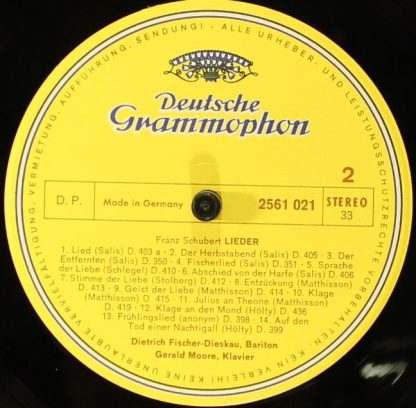 ALLE URHEBER- UND LEISTUNGSSCHUTZRECHTE VORBEHALTEN · KEIN VERLEIH! KEINE UNERLAUBTE VERVIELFÄLTIGUNG, VERMIETUNG, AUFFÜHRUNG, SENDUNG! ·
Deutsche
Grammophon
2
D. P.
Made in Germany
2561 021
STEREO
33
Franz Schubert LIEDER
1. Lied (Salis) D. 403 a · 2. Der Herbstabend (Salis) D. 405 · 3. Der
Entfernten (Salis) D. 350 · 4. Fischerlied (Salis) D. 351 · 5. Sprache
der Liebe (Schlegel) D. 410 · 6. Abschied von der Harfe (Salis) D. 406
7. Stimme der Liebe (Stolberg) D. 412 · 8. Entzückung (Matthisson)
D. 413 · 9. Geist der Liebe (Matthisson) D. 414 · 10. Klage
(Matthisson) D. 415 · 11. Julius an Theone (Matthisson)
D. 419 · 12. Klage an den Mond (Hölty) D. 436
13. Frühlingslied (anonym) D. 398 · 14. Auf den
Tod einer Nachtigall (Hölty) D. 399
Dietrich Fischer-Dieskau, Bariton
Gerald Moore, Klavier